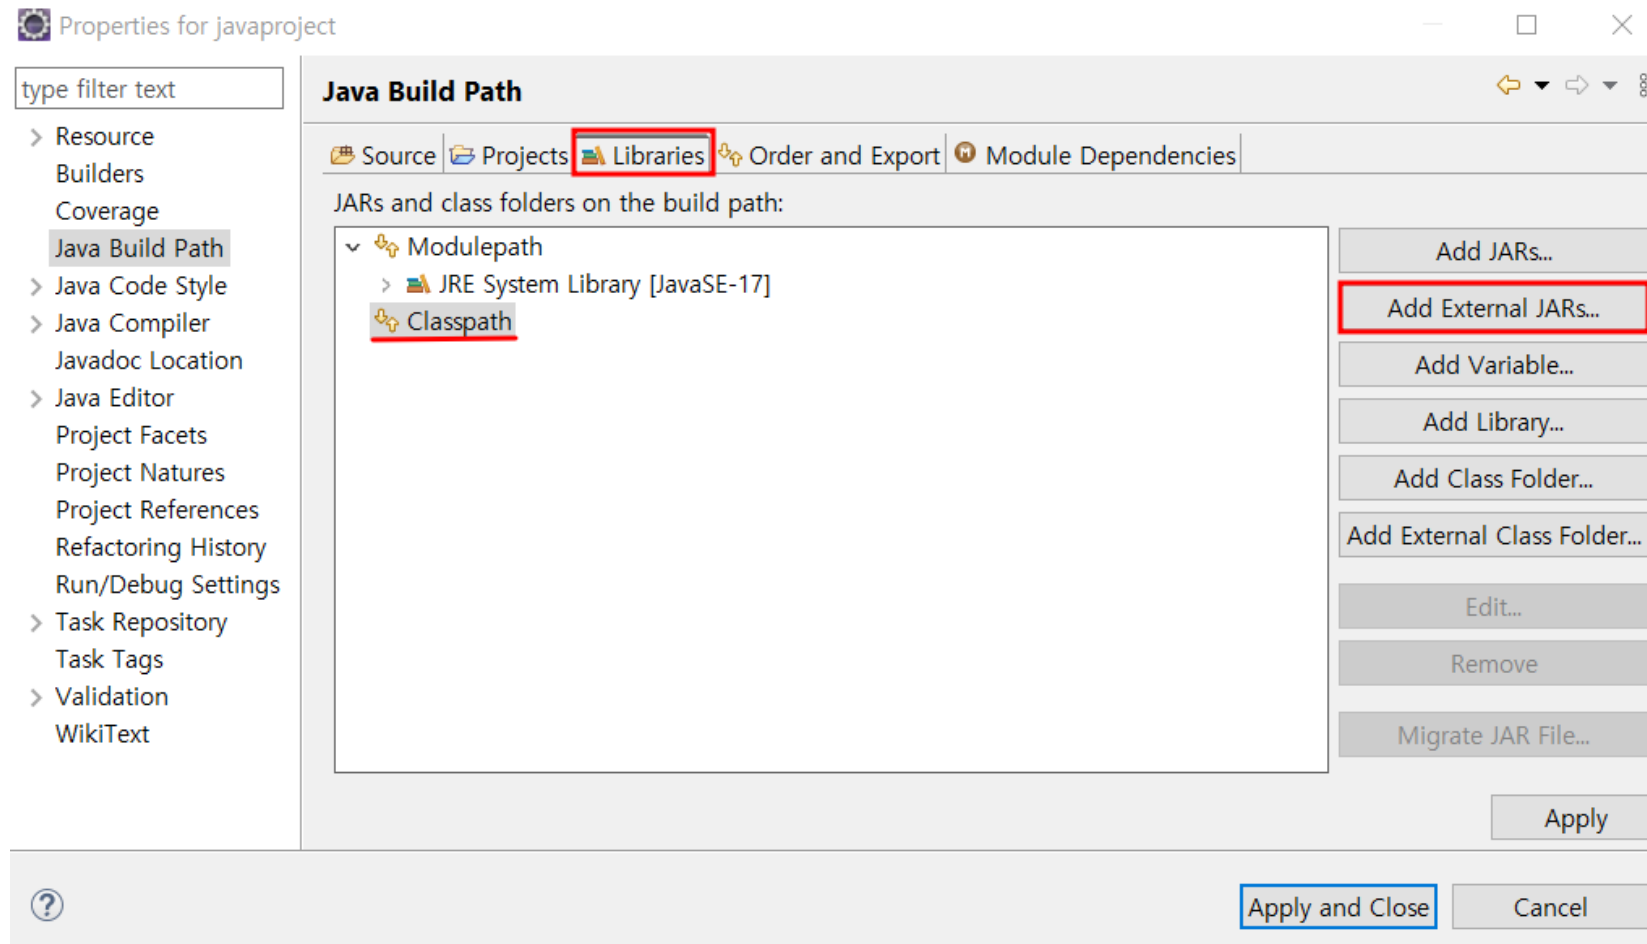 Properties for javaproject
type filter text
Resource
Builders
Coverage
Java Build Path
Java Code Style
Java Compiler
Javadoc Location
Java Editor
Project Facets
Project Natures
Project References
Refactoring History
Run/Debug Settings
Task Repository
Task Tags
Validation
WikiText
Java Build Path
Source Projects Libraries Order and Export Module Dependencies
JARs and class folders on the build path:
Modulepath
JRE System Library [JavaSE-17]
Classpath
Add JARs...
Add External JARs...
Add Variable...
Add Library...
Add Class Folder...
Add External Class Folder...
Edit...
Remove
Migrate JAR File...
Apply
Apply and Close Cancel